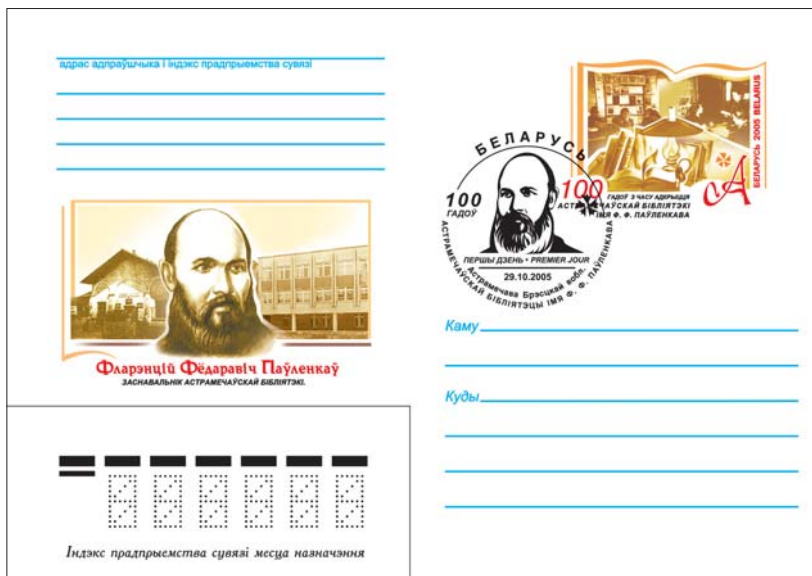 адрас адпраўшчыка і індэкс прадпрыемства сувязі
Фларэнцій Фёдаравіч Паўленкаў
ЗАСНАВАЛЬНІК АСТРАМЕЧАЎСКАЙ БІБЛІЯТЭКІ.
БЕЛАРУСЬ 2005 BELARUS
А
100
ГАДОЎ З ЧАСУ АДКРЫЦЦЯ
АСТРАМЕЧАЎСКАЙ БІБЛІЯТЭКІ
ІМЯ Ф. Ф. ПАЎЛЕНКАВА
БЕЛАРУСЬ
100
ГАДОЎ
ПЕРШЫ ДЗЕНЬ • PREMIER JOUR
29.10.2005
Астрамечава Брэсцкай вобл.
АСТРАМЕЧАЎСКАЙ БІБЛІЯТЭЦЫ ІМЯ Ф. Ф. ПАЎЛЕНКАВА
Каму
Куды
Індэкс прадпрыемства сувязі месца назначэння